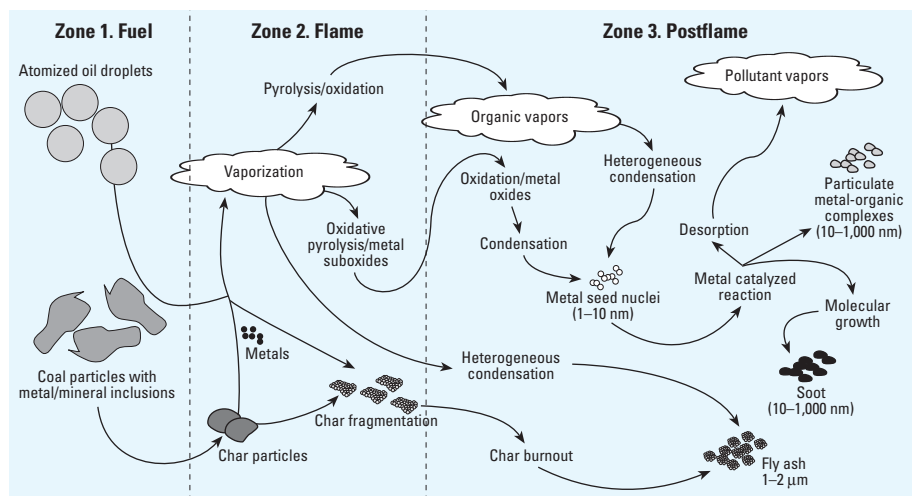 Zone 1. Fuel
Zone 2. Flame
Zone 3. Postflame
Atomized oil droplets
Pyrolysis/oxidation
Pollutant vapors
Organic vapors
Vaporization
Heterogeneous
condensation
Oxidation/metal
oxides
Particulate
metal-organic
complexes
(10–1,000 nm)
Oxidative
pyrolysis/metal
suboxides
Condensation
Desorption
Metal seed nuclei
(1–10 nm)
Metal catalyzed
reaction
Molecular
growth
Metals
Heterogeneous
condensation
Coal particles with
metal/mineral inclusions
Soot
(10–1,000 nm)
Char fragmentation
Char particles
Char burnout
Fly ash
1–2 µm